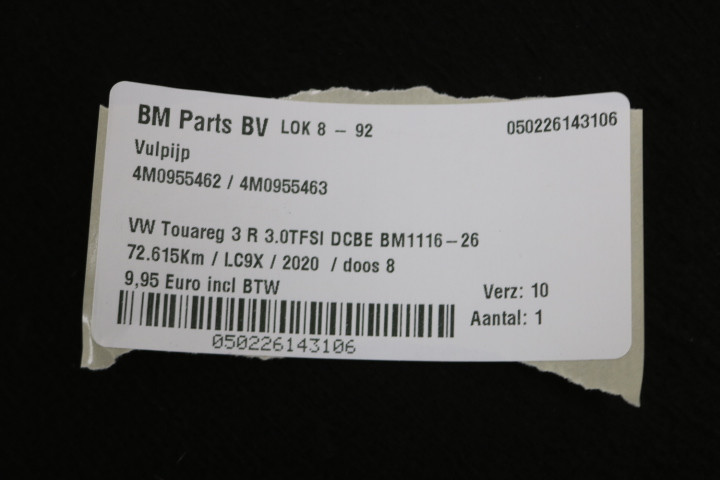 BM Parts BV LOK 8 - 92 050226143106
Vulpijp
4M0955462 / 4M0955463
VW Touareg 3 R 3.0TFSI DCBE BM1116-26
72.615Km / LC9X / 2020 / doos 8
9,95 Euro incl BTW Verz: 10
Aantal: 1
050226143106